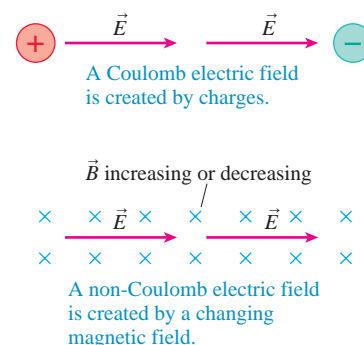 E⃗ E⃗
+ −
A Coulomb electric field
is created by charges.
B⃗ increasing or decreasing
× × × × × × ×
E⃗ E⃗
× × × × × × ×
A non-Coulomb electric field
is created by a changing
magnetic field.